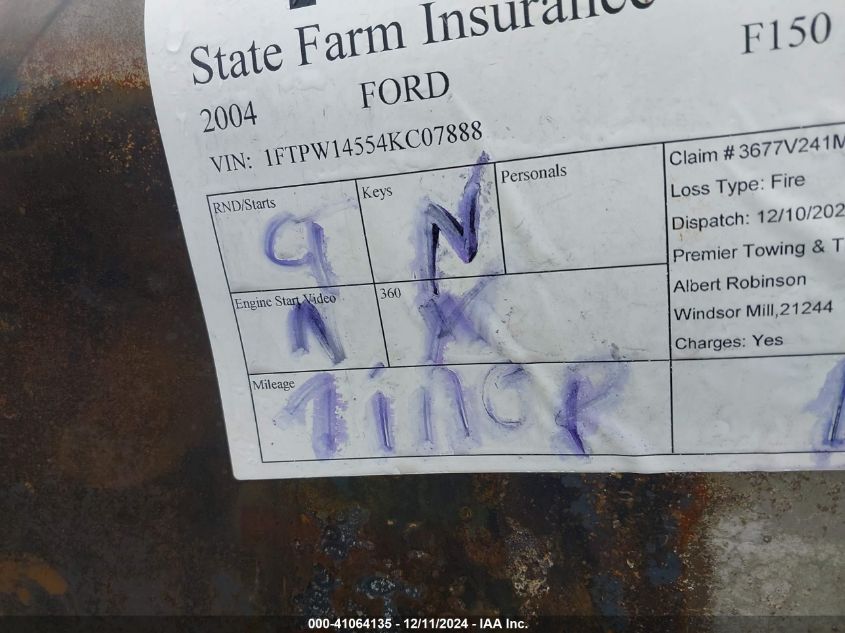 State Farm Insurance
2004 FORD F150
VIN: 1FTPW14554KC07888
RND/Starts
Keys
N
Personals
Claim # 3677V241M
Loss Type: Fire
Dispatch: 12/10/202
Premier Towing & T
Albert Robinson
Windsor Mill,21244
Charges: Yes
Engine Start Video
n
360
X
Mileage
000-41064135 - 12/11/2024 - IAA Inc.